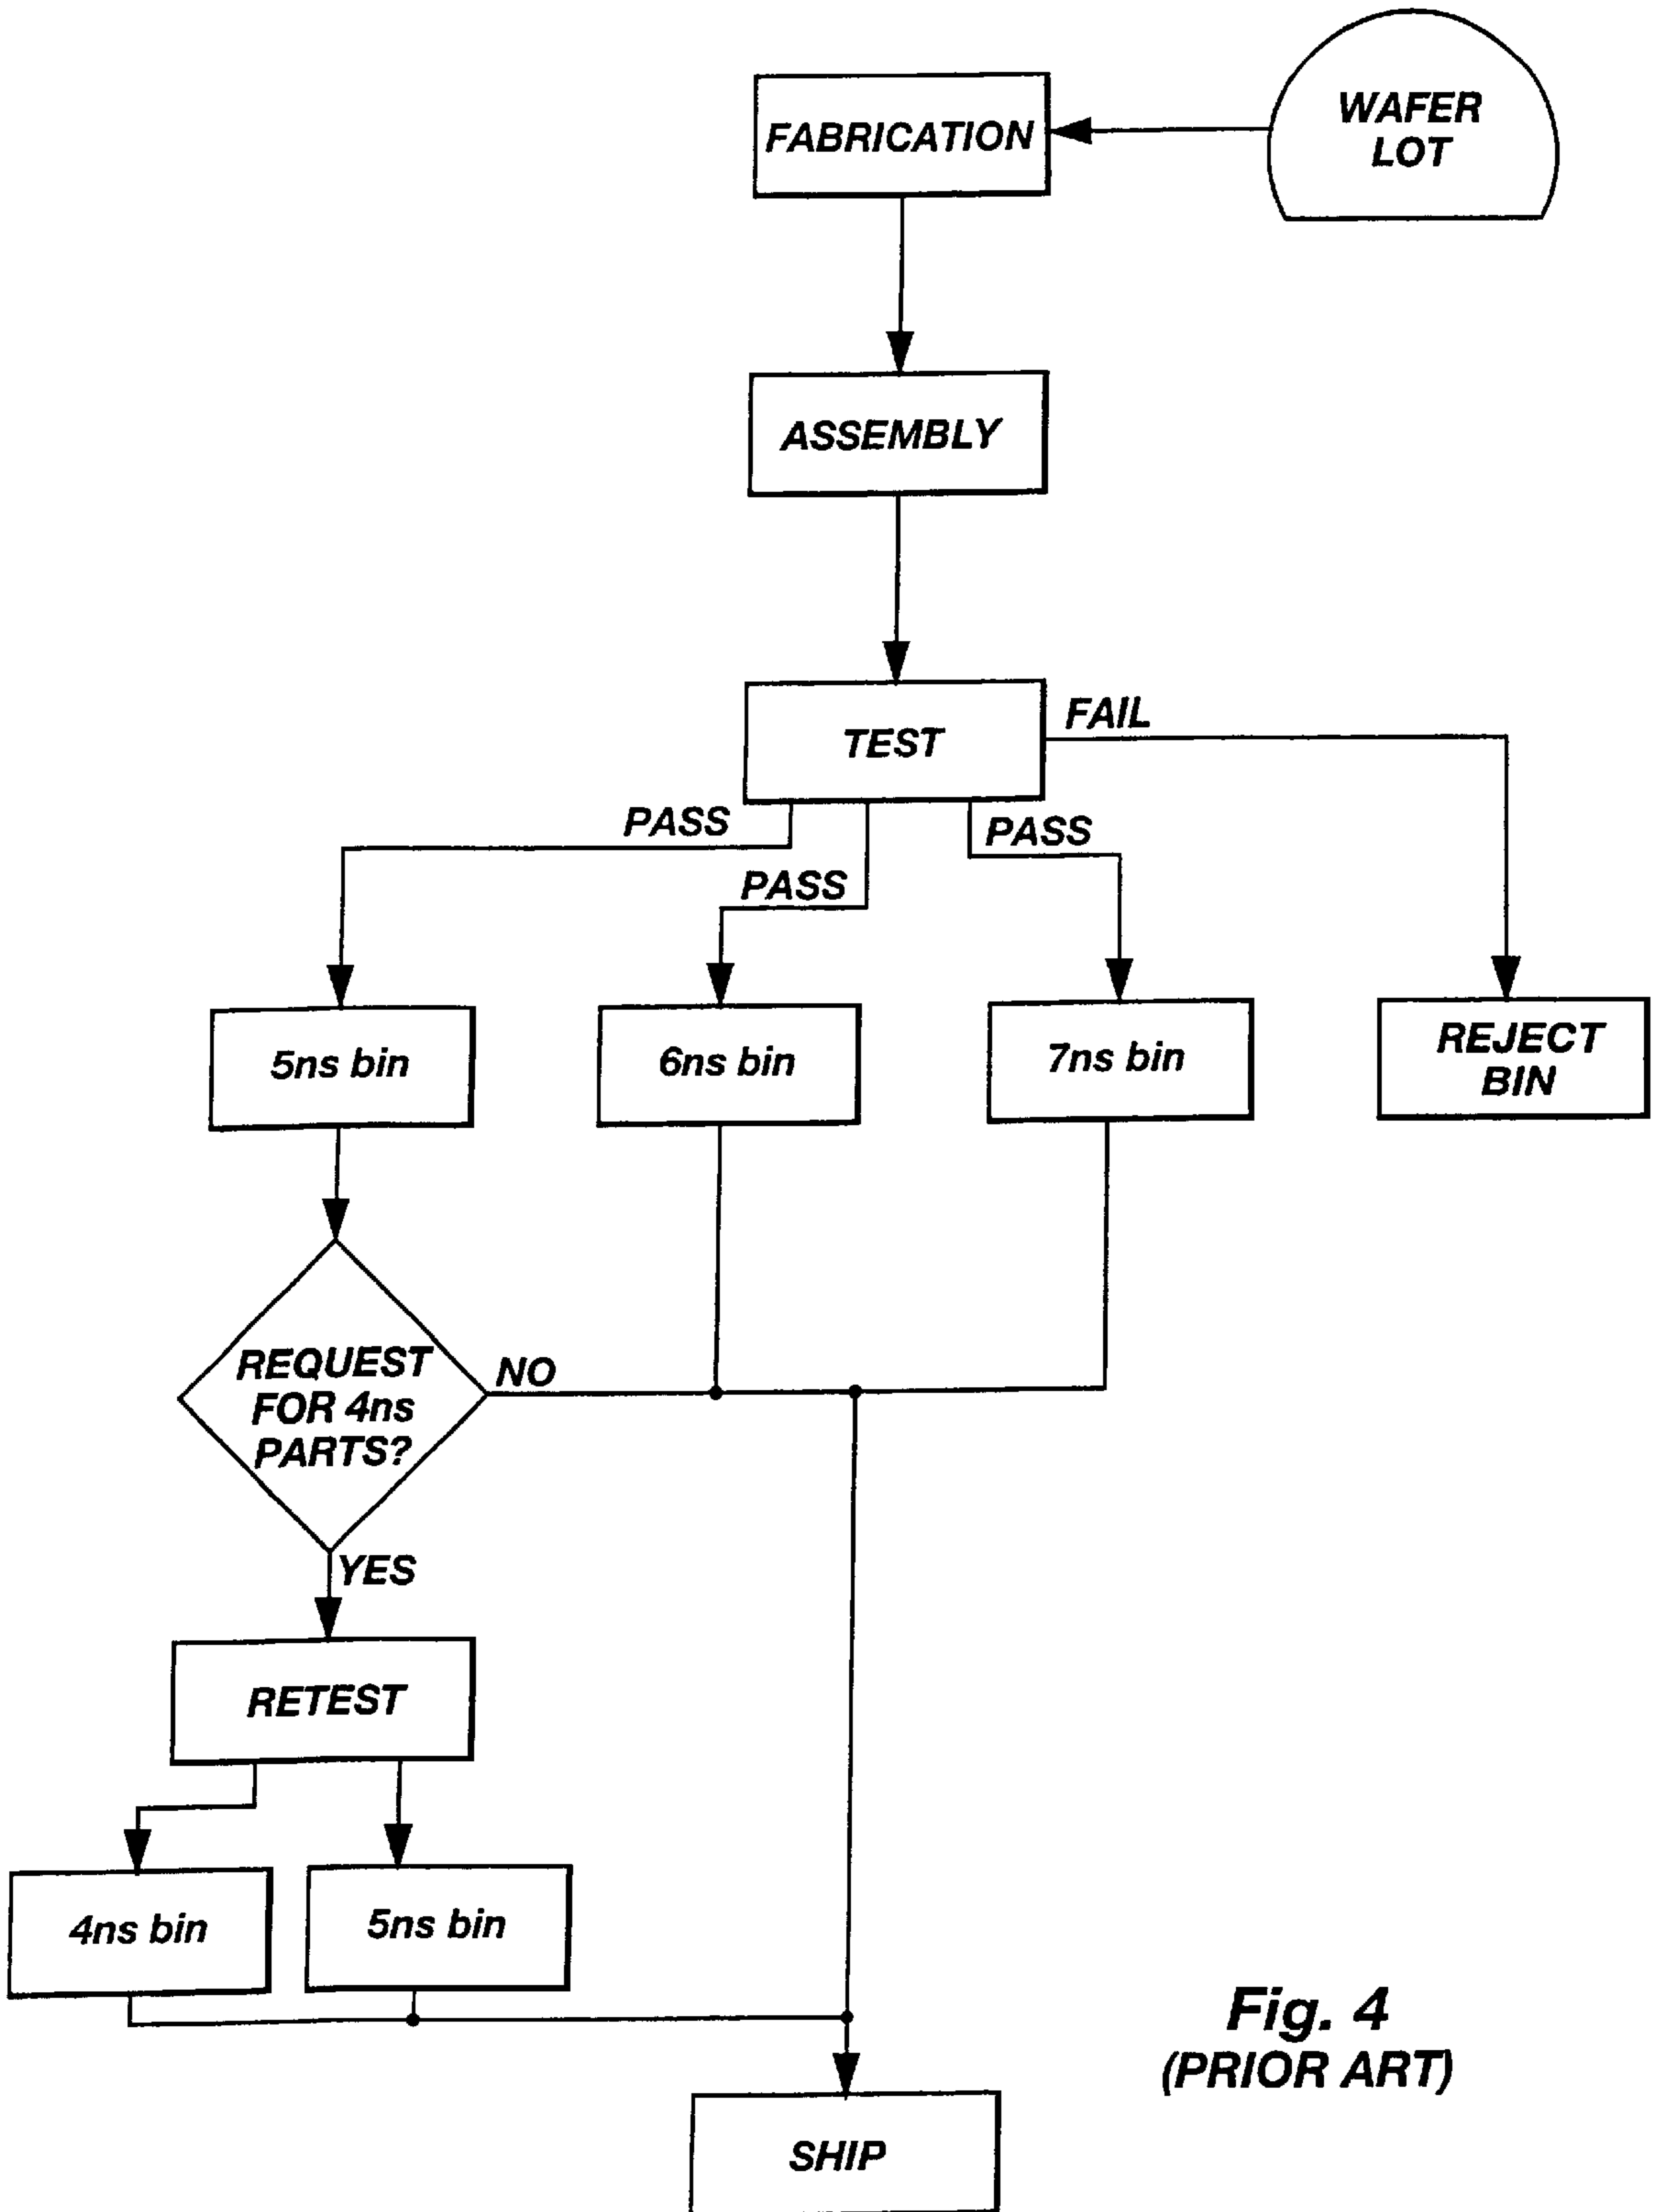 WAFER
LOT
FABRICATION
ASSEMBLY
TEST
FAIL
PASS
PASS
PASS
5ns bin
6ns bin
7ns bin
REJECT
BIN
REQUEST
FOR 4ns
PARTS?
NO
YES
RETEST
4ns bin
5ns bin
SHIP
Fig. 4
(PRIOR ART)